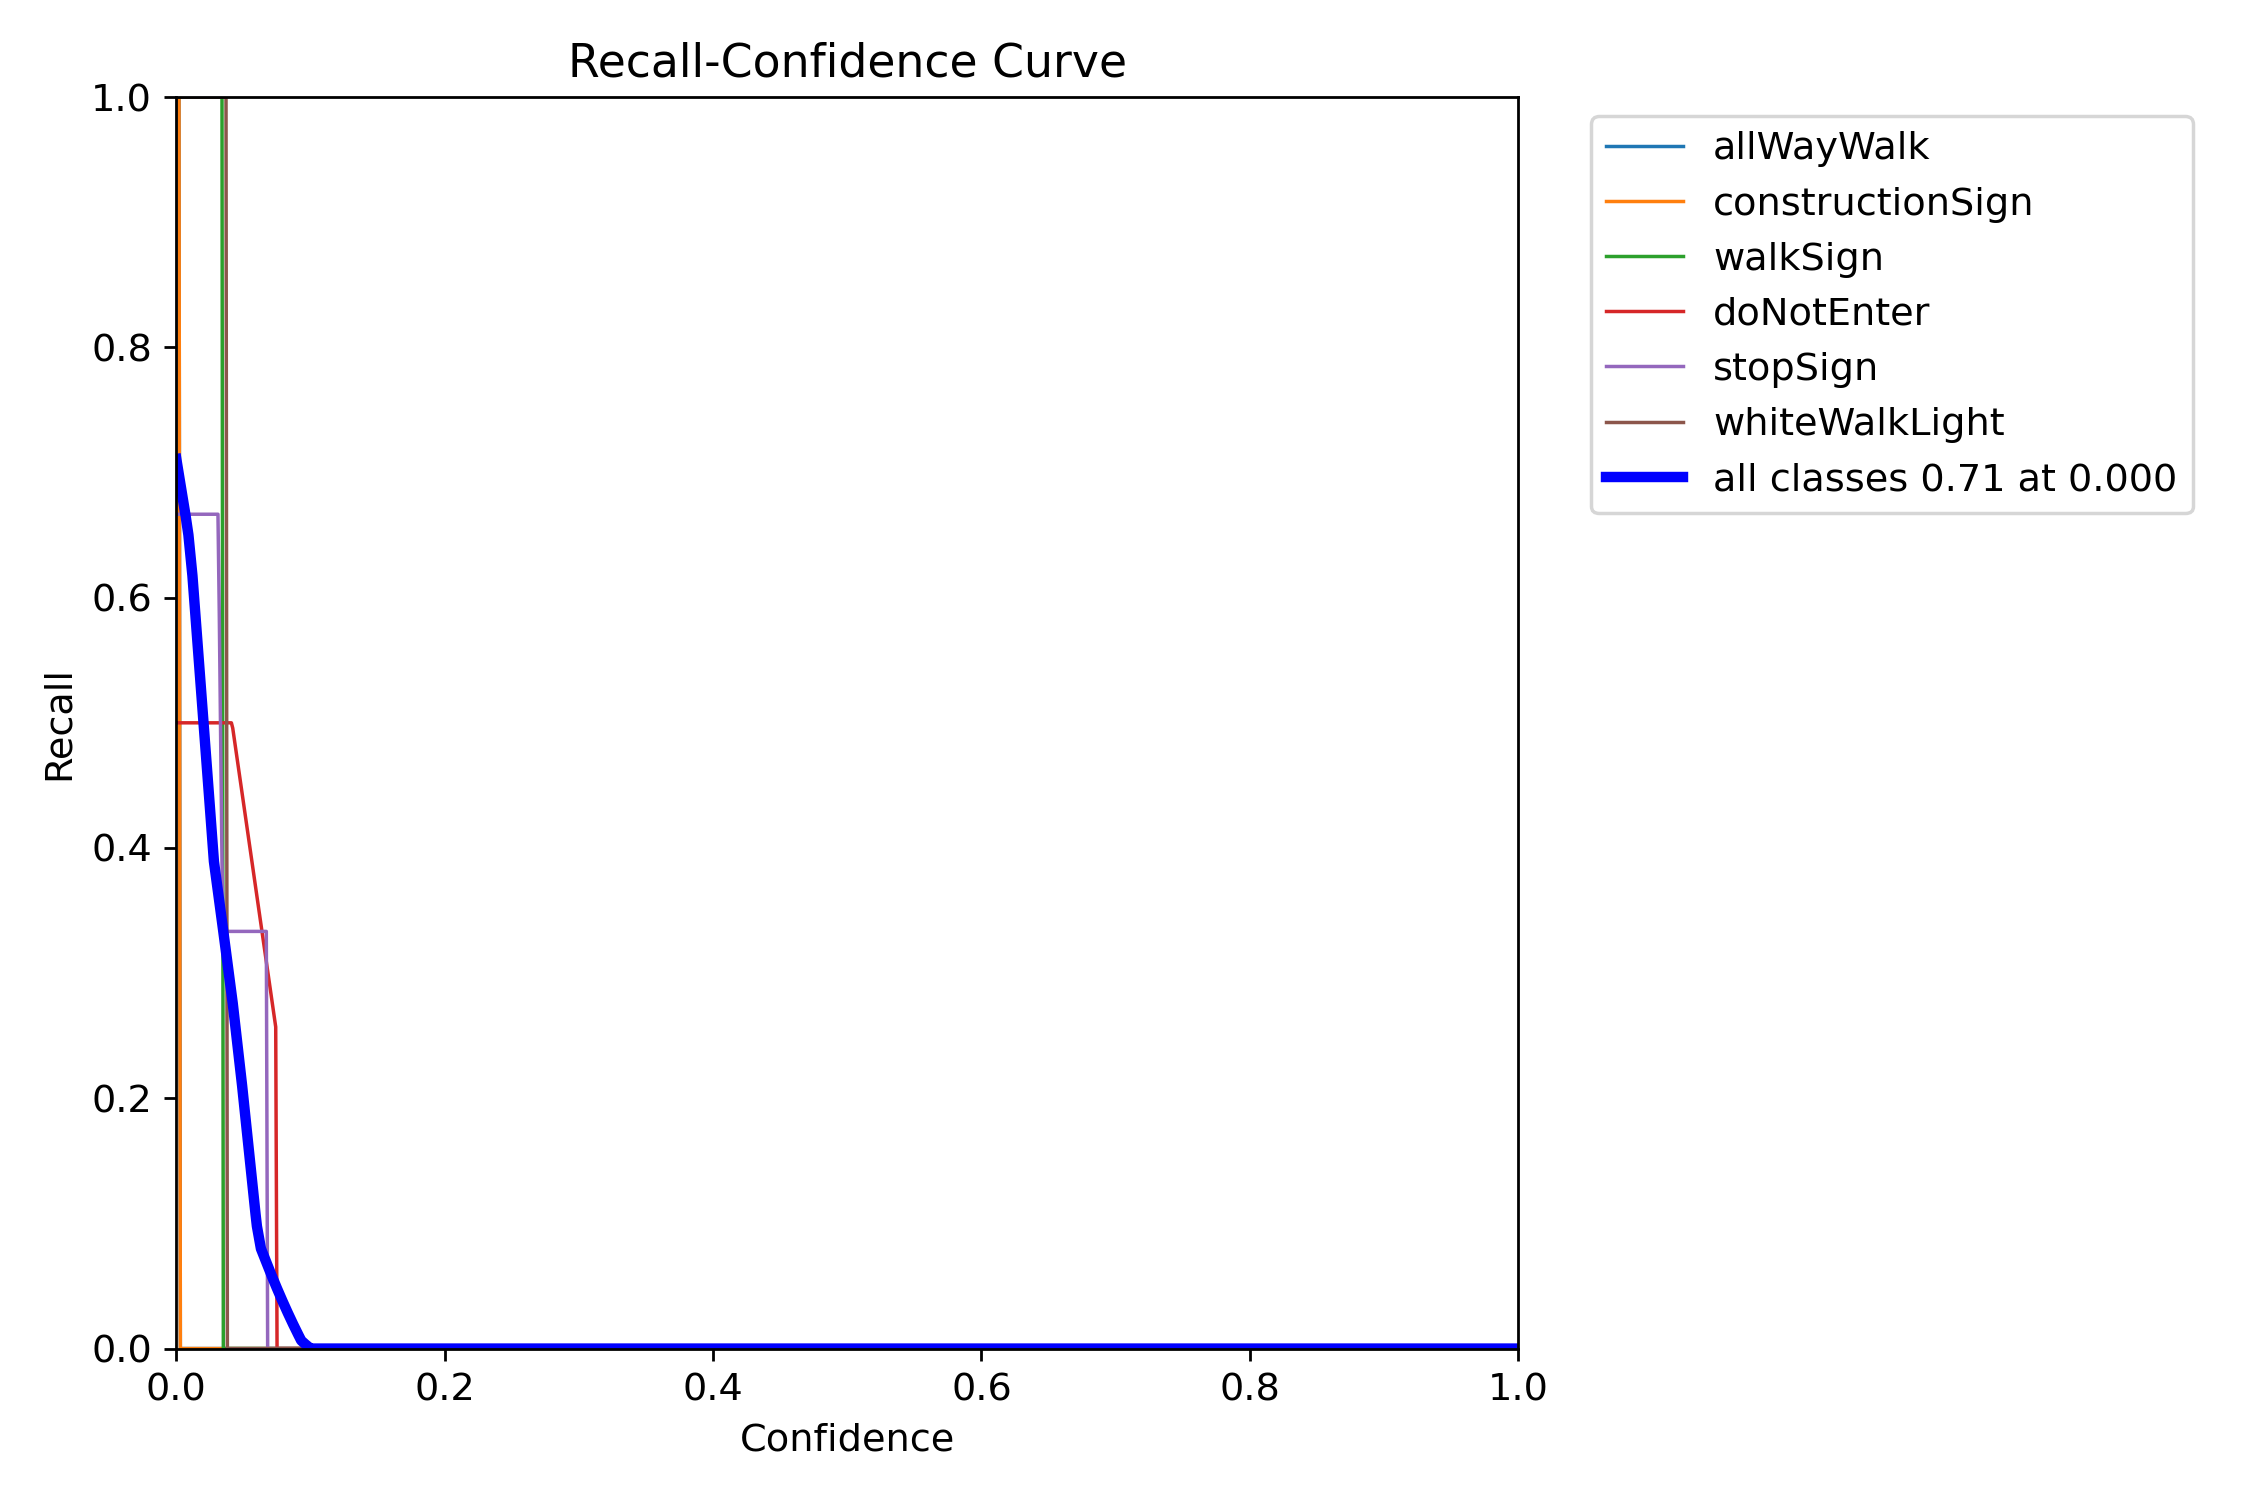 Recall-Confidence Curve
1.0
0.8
0.6
0.4
0.2
0.0
Recall
0.0 0.2 0.4 0.6 0.8 1.0
Confidence
allWayWalk
constructionSign
walkSign
doNotEnter
stopSign
whiteWalkLight
all classes 0.71 at 0.000